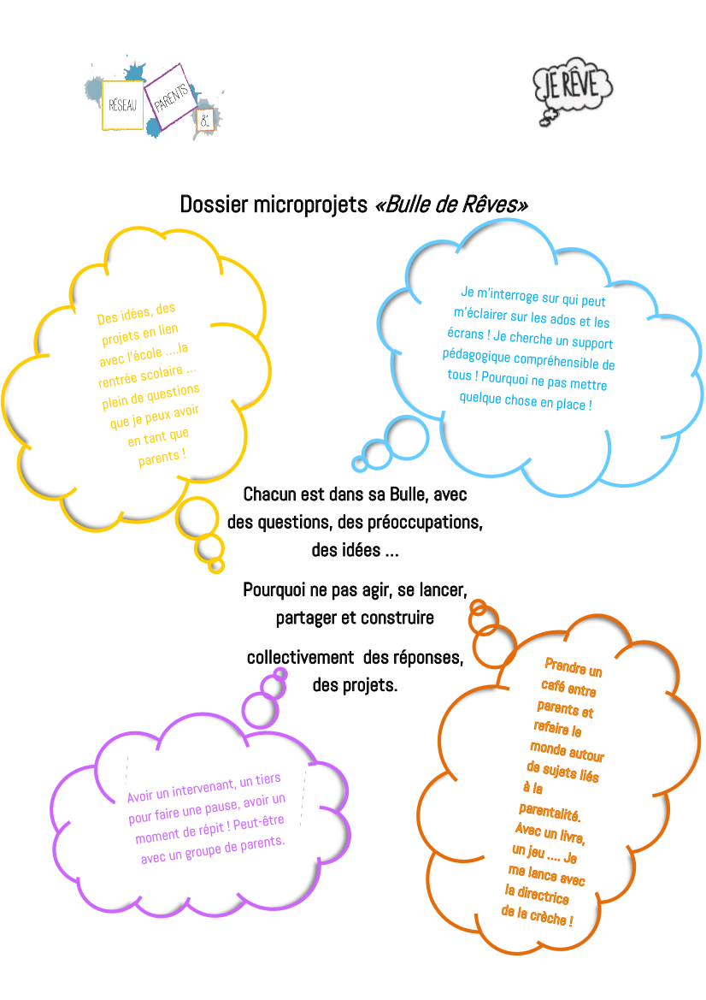 RÉSEAU
PARENTS
81
JE RÊVE
Dossier microprojets «Bulle de Rêves»
Des idées, des
projets en lien
avec l'école ....la
rentrée scolaire ...
plein de questions
que je peux avoir
en tant que
parents !
Je m'interroge sur qui peut
m'éclairer sur les ados et les
écrans ! Je cherche un support
pédagogique compréhensible de
tous ! Pourquoi ne pas mettre
quelque chose en place !
Chacun est dans sa Bulle, avec
des questions, des préoccupations,
des idées ...
Pourquoi ne pas agir, se lancer,
partager et construire
collectivement des réponses,
des projets.
Avoir un intervenant, un tiers
pour faire une pause, avoir un
moment de répit ! Peut-être
avec un groupe de parents.
Prendre un
café entre
parents et
refaire le
monde autour
de sujets liés
à la
parentalité.
Avec un livre,
un jeu .... Je
me lance avec
la directrice
de la crèche !